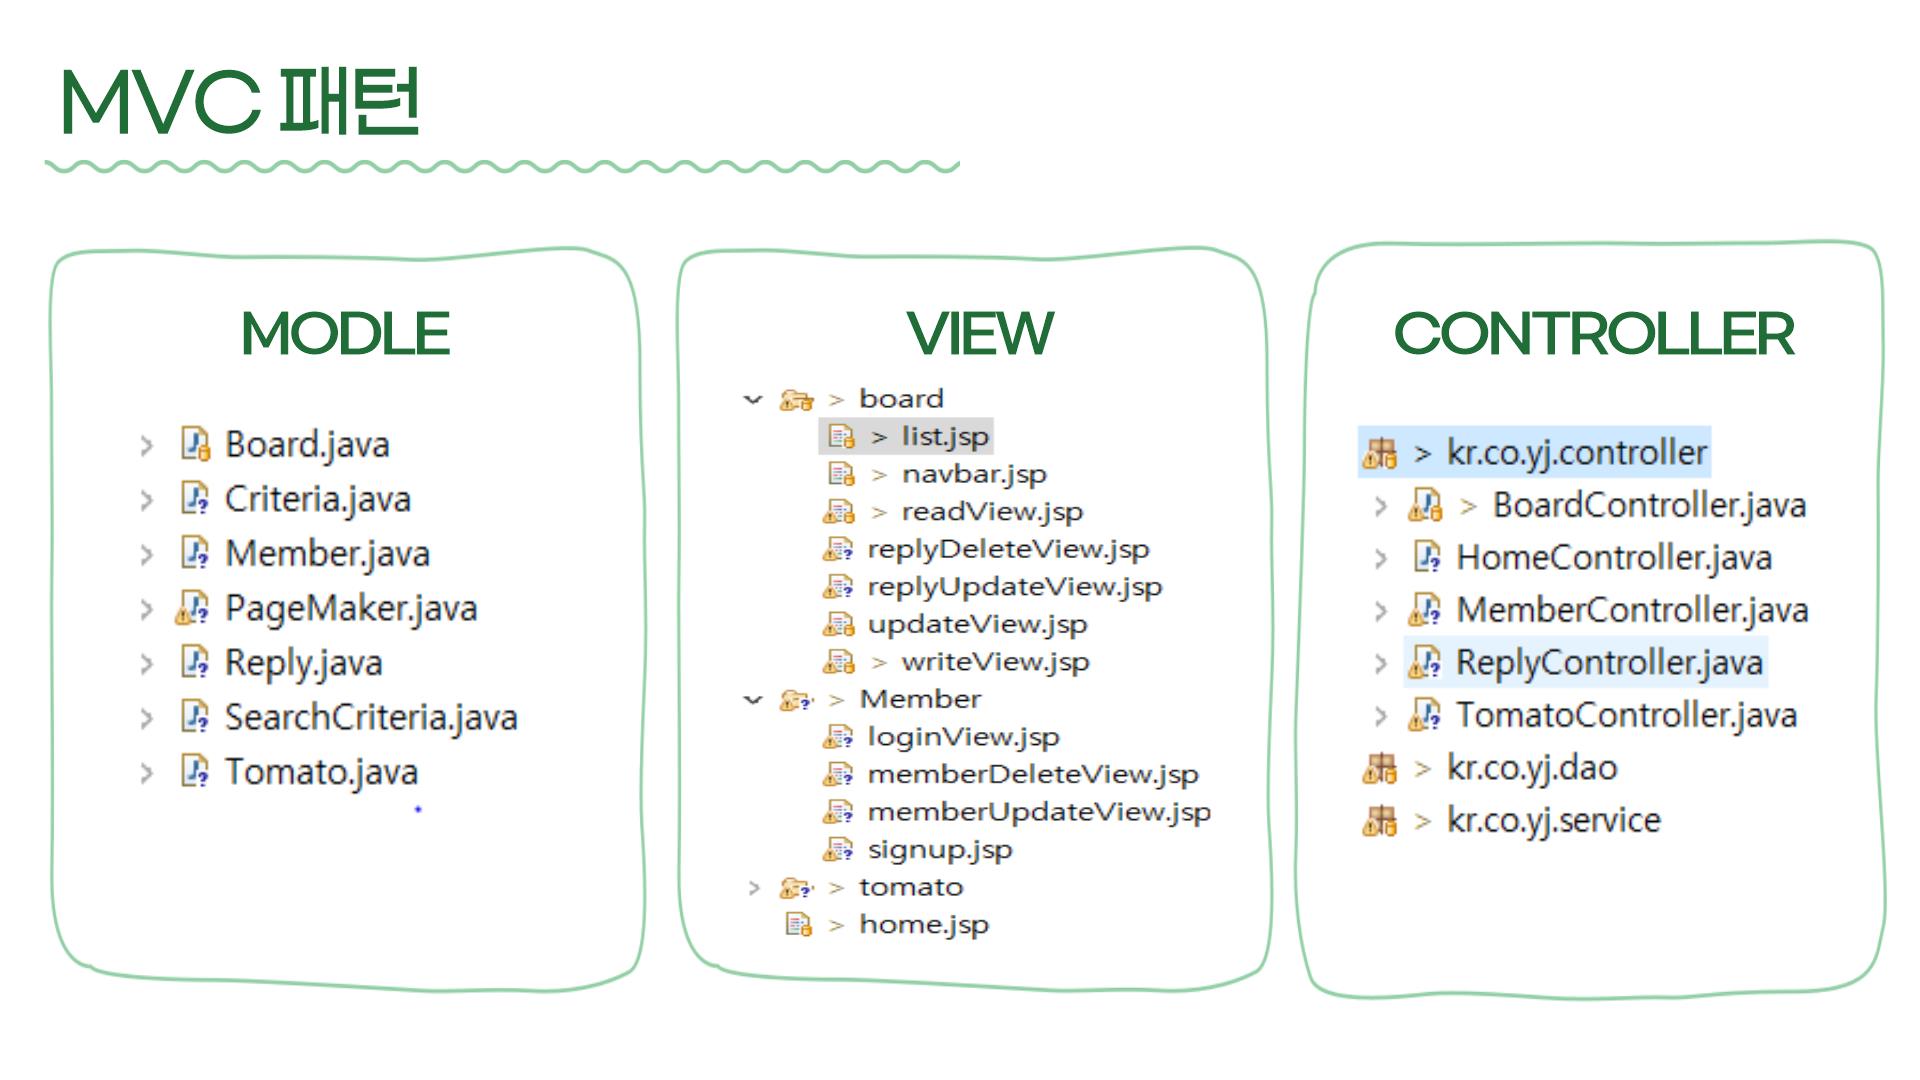 MVC 패턴
MODLE
Board.java
Criteria.java
Member.java
PageMaker.java
Reply.java
SearchCriteria.java
Tomato.java
VIEW
> board
> list.jsp
> navbar.jsp
> readView.jsp
replyDeleteView.jsp
replyUpdateView.jsp
updateView.jsp
> writeView.jsp
> Member
loginView.jsp
memberDeleteView.jsp
memberUpdateView.jsp
signup.jsp
> tomato
> home.jsp
CONTROLLER
> kr.co.yj.controller
> BoardController.java
HomeController.java
MemberController.java
ReplyController.java
TomatoController.java
> kr.co.yj.dao
> kr.co.yj.service